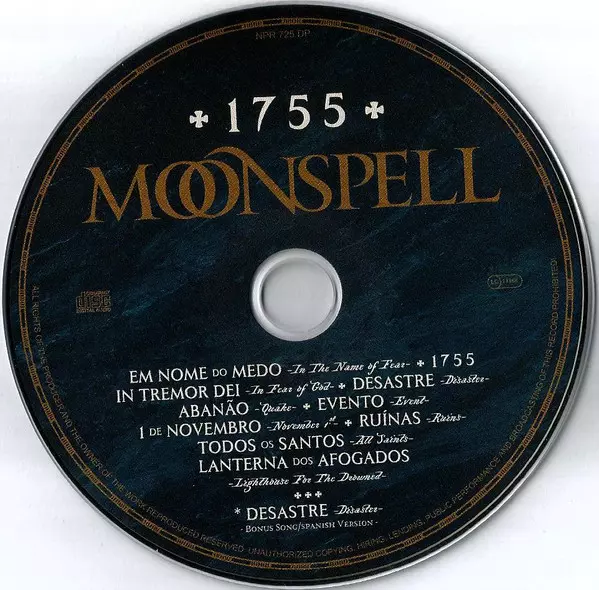 NPR 725 DP
✠ 1755 ✠
MOONSPELL
COMPACT
disc
DIGITAL AUDIO
EM NOME DO MEDO -In The Name of Fear- ✠ 1755
IN TREMOR DEI -In Fear of God- ✠ DESASTRE -Disaster-
ABANÃO -Quake- ✠ EVENTO -Event-
1 DE NOVEMBRO -November 1st- ✠ RUÍNAS -Ruins-
TODOS OS SANTOS -All Saints-
LANTERNA DOS AFOGADOS
-Lighthouse For The Drowned-
✠✠✠
* DESASTRE -Disaster-
- BONUS SONG/SPANISH VERSION -
ALL RIGHTS OF THE PRODUCER AND THE OWNER OF THE WORK REPRODUCED RESERVED. UNAUTHORIZED COPYING, HIRING, LENDING, PUBLIC PERFORMANCE AND BROADCASTING OF THIS RECORD PROHIBITED!